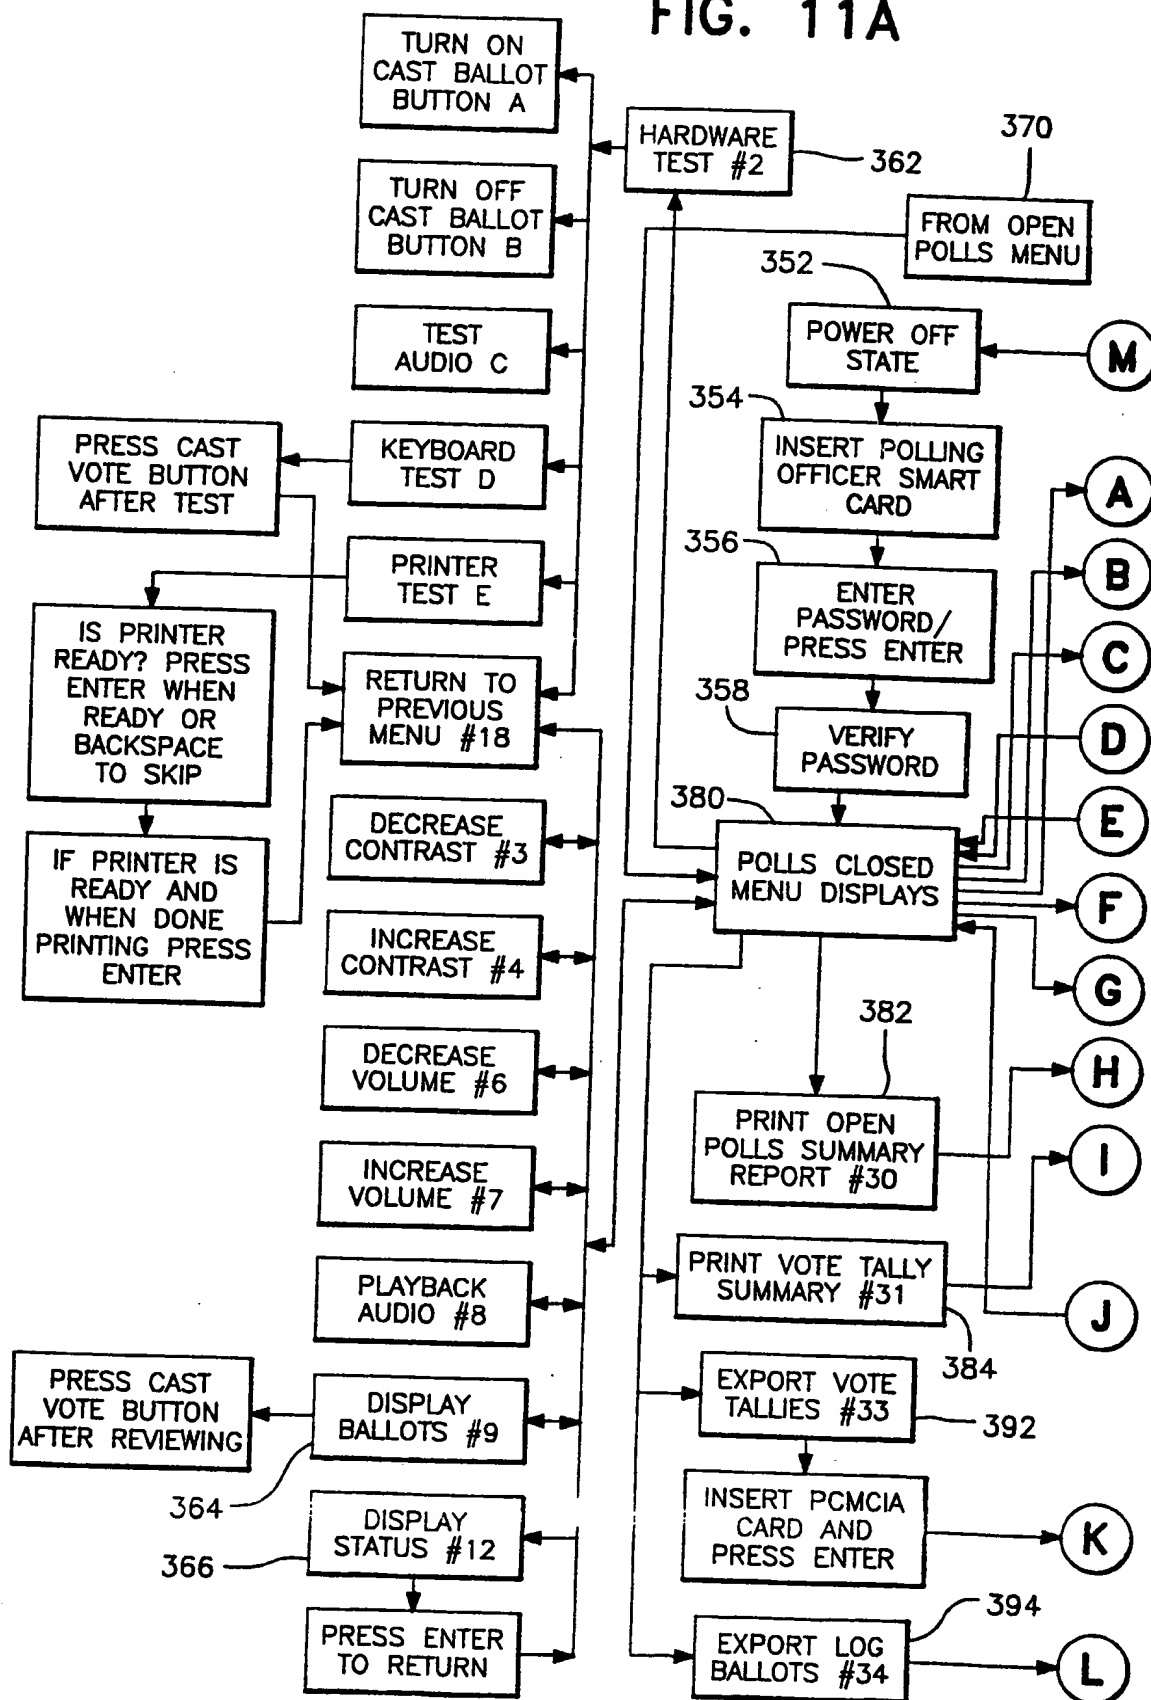 FIG. 11A
TURN ON
CAST BALLOT
BUTTON A
HARDWARE
TEST #2
362
370
TURN OFF
CAST BALLOT
BUTTON B
FROM OPEN
POLLS MENU
352
POWER OFF
STATE
M
TEST
AUDIO C
354
INSERT POLLING
OFFICER SMART
CARD
PRESS CAST
VOTE BUTTON
AFTER TEST
KEYBOARD
TEST D
A
356
ENTER
PASSWORD/
PRESS ENTER
PRINTER
TEST E
B
IS PRINTER
READY? PRESS
ENTER WHEN
READY OR
BACKSPACE
TO SKIP
RETURN TO
PREVIOUS
MENU #18
358
VERIFY
PASSWORD
C
D
380
POLLS CLOSED
MENU DISPLAYS
E
F
G
DECREASE
CONTRAST #3
IF PRINTER IS
READY AND
WHEN DONE
PRINTING PRESS
ENTER
INCREASE
CONTRAST #4
382
DECREASE
VOLUME #6
PRINT OPEN
POLLS SUMMARY
REPORT #30
H
INCREASE
VOLUME #7
I
PRINT VOTE TALLY
SUMMARY #31
384
PLAYBACK
AUDIO #8
J
PRESS CAST
VOTE BUTTON
AFTER REVIEWING
DISPLAY
BALLOTS #9
364
EXPORT VOTE
TALLIES #33
392
DISPLAY
STATUS #12
366
INSERT PCMCIA
CARD AND
PRESS ENTER
K
PRESS ENTER
TO RETURN
394
EXPORT LOG
BALLOTS #34
L